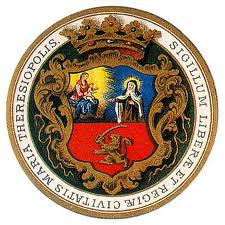 SIGILLUM LIBERÆ ET REGIÆ CIVITATIS MARIA THERESIOPOLIS.